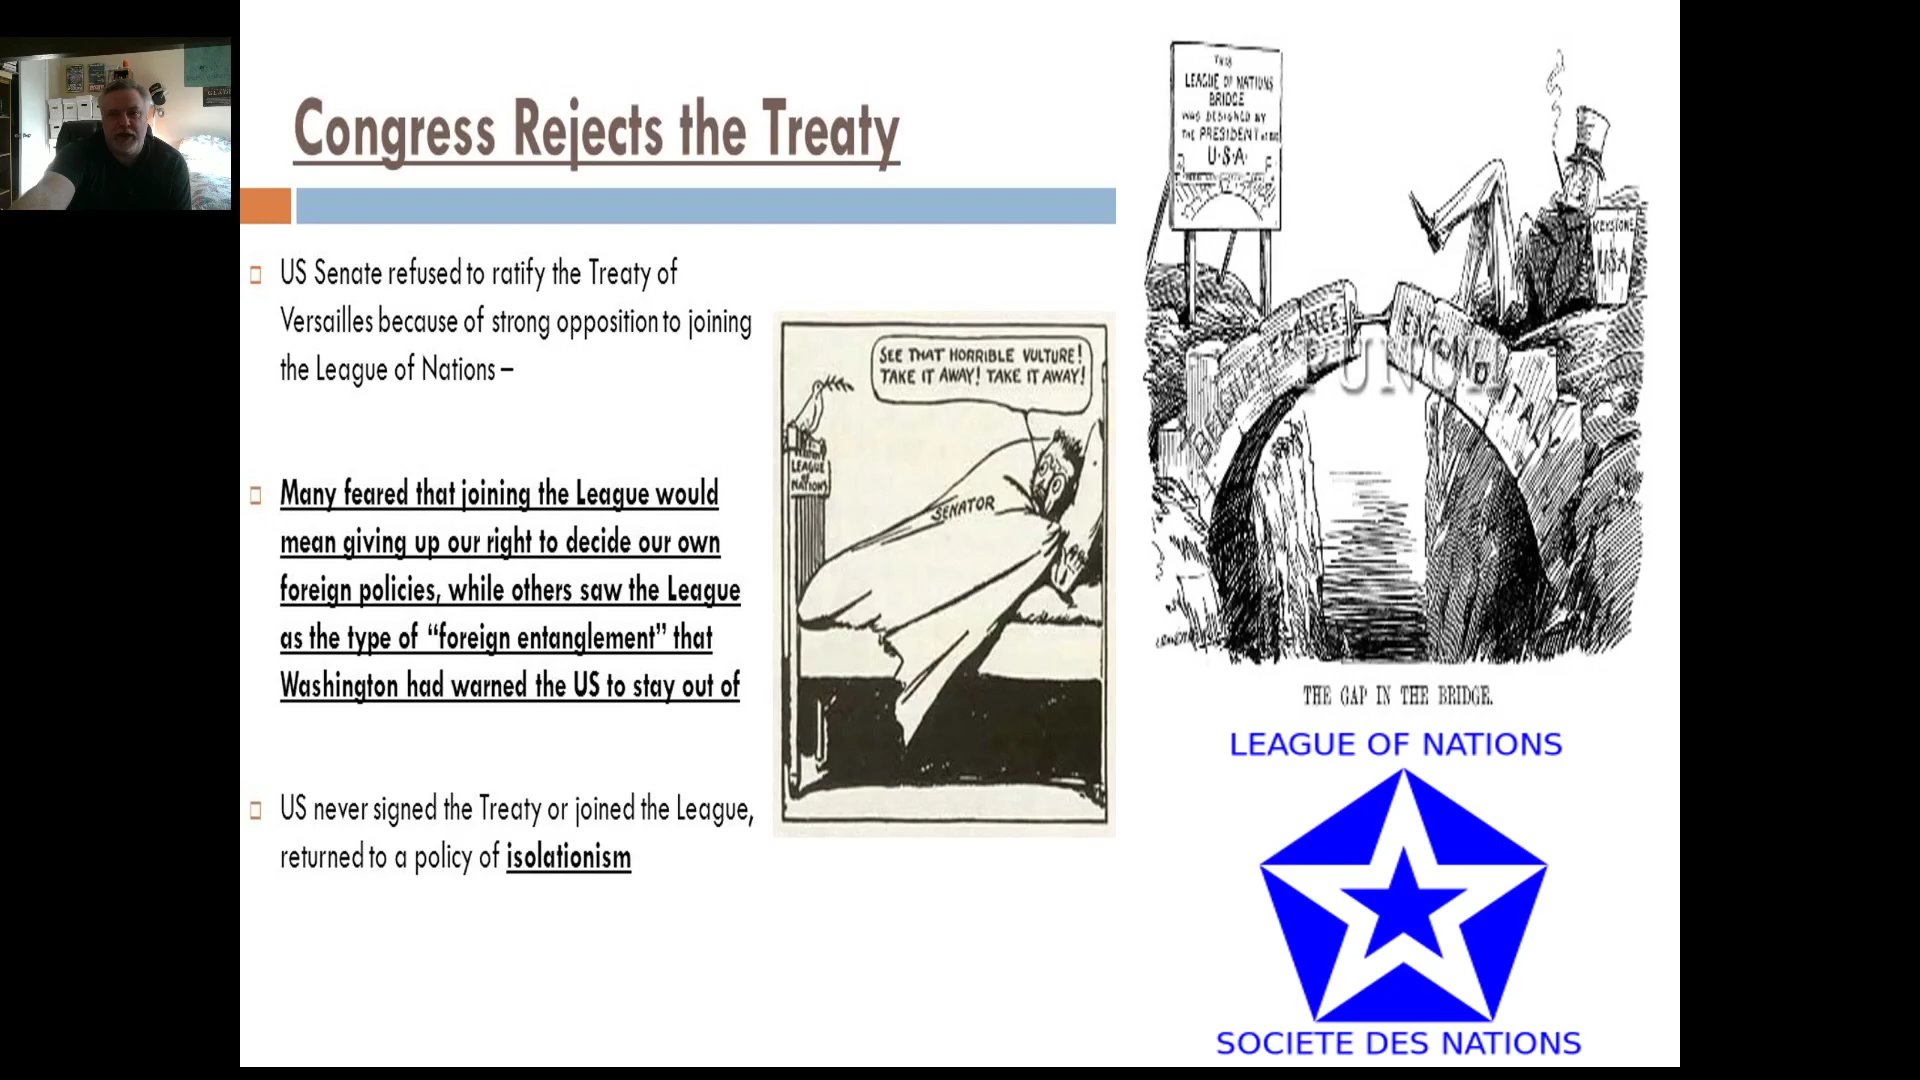 Congress Rejects the Treaty
US Senate refused to ratify the Treaty of
Versailles because of strong opposition to joining
the League of Nations –
Many feared that joining the League would
mean giving up our right to decide our own
foreign policies, while others saw the League
as the type of “foreign entanglement” that
Washington had warned the US to stay out of
US never signed the Treaty or joined the League,
returned to a policy of isolationism
SEE THAT HORRIBLE VULTURE!
TAKE IT AWAY! TAKE IT AWAY!
LEAGUE
OF
NATIONS
SENATOR
THIS
LEAGUE OF NATIONS
BRIDGE
WAS DESIGNED BY
THE PRESIDENT OF THE
U.S.A.
KEYSTONE
USA
BELGIUM
FRANCE
ENGLAND
ITALY
PUNCH
THE GAP IN THE BRIDGE.
LEAGUE OF NATIONS
SOCIETE DES NATIONS